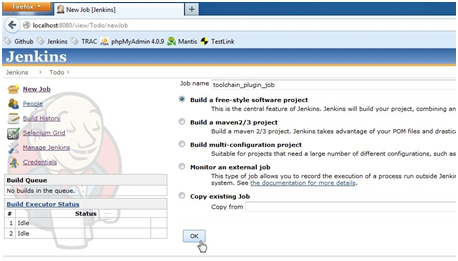 Firefox
New Job [Jenkins]
localhost:8080/view/Todo/newJob
Github Jenkins TRAC phpMyAdmin 4.0.9 Mantis TestLink
Jenkins
Jenkins Todo
New Job
People
Build History
Selenium Grid
Manage Jenkins
Credentials
Build Queue
No builds in the queue.
Build Executor Status
# Status
1 Idle
2 Idle
Job name toolchain_plugin_job
Build a free-style software project
This is the central feature of Jenkins. Jenkins will build your project, combining an
Build a maven2/3 project
Build a maven 2/3 project. Jenkins takes advantage of your POM files and drastic
Build multi-configuration project
Suitable for projects that need a large number of different configurations, such as
Monitor an external job
This type of job allows you to record the execution of a process run outside Jenki
system. See the documentation for more details.
Copy existing Job
Copy from
OK